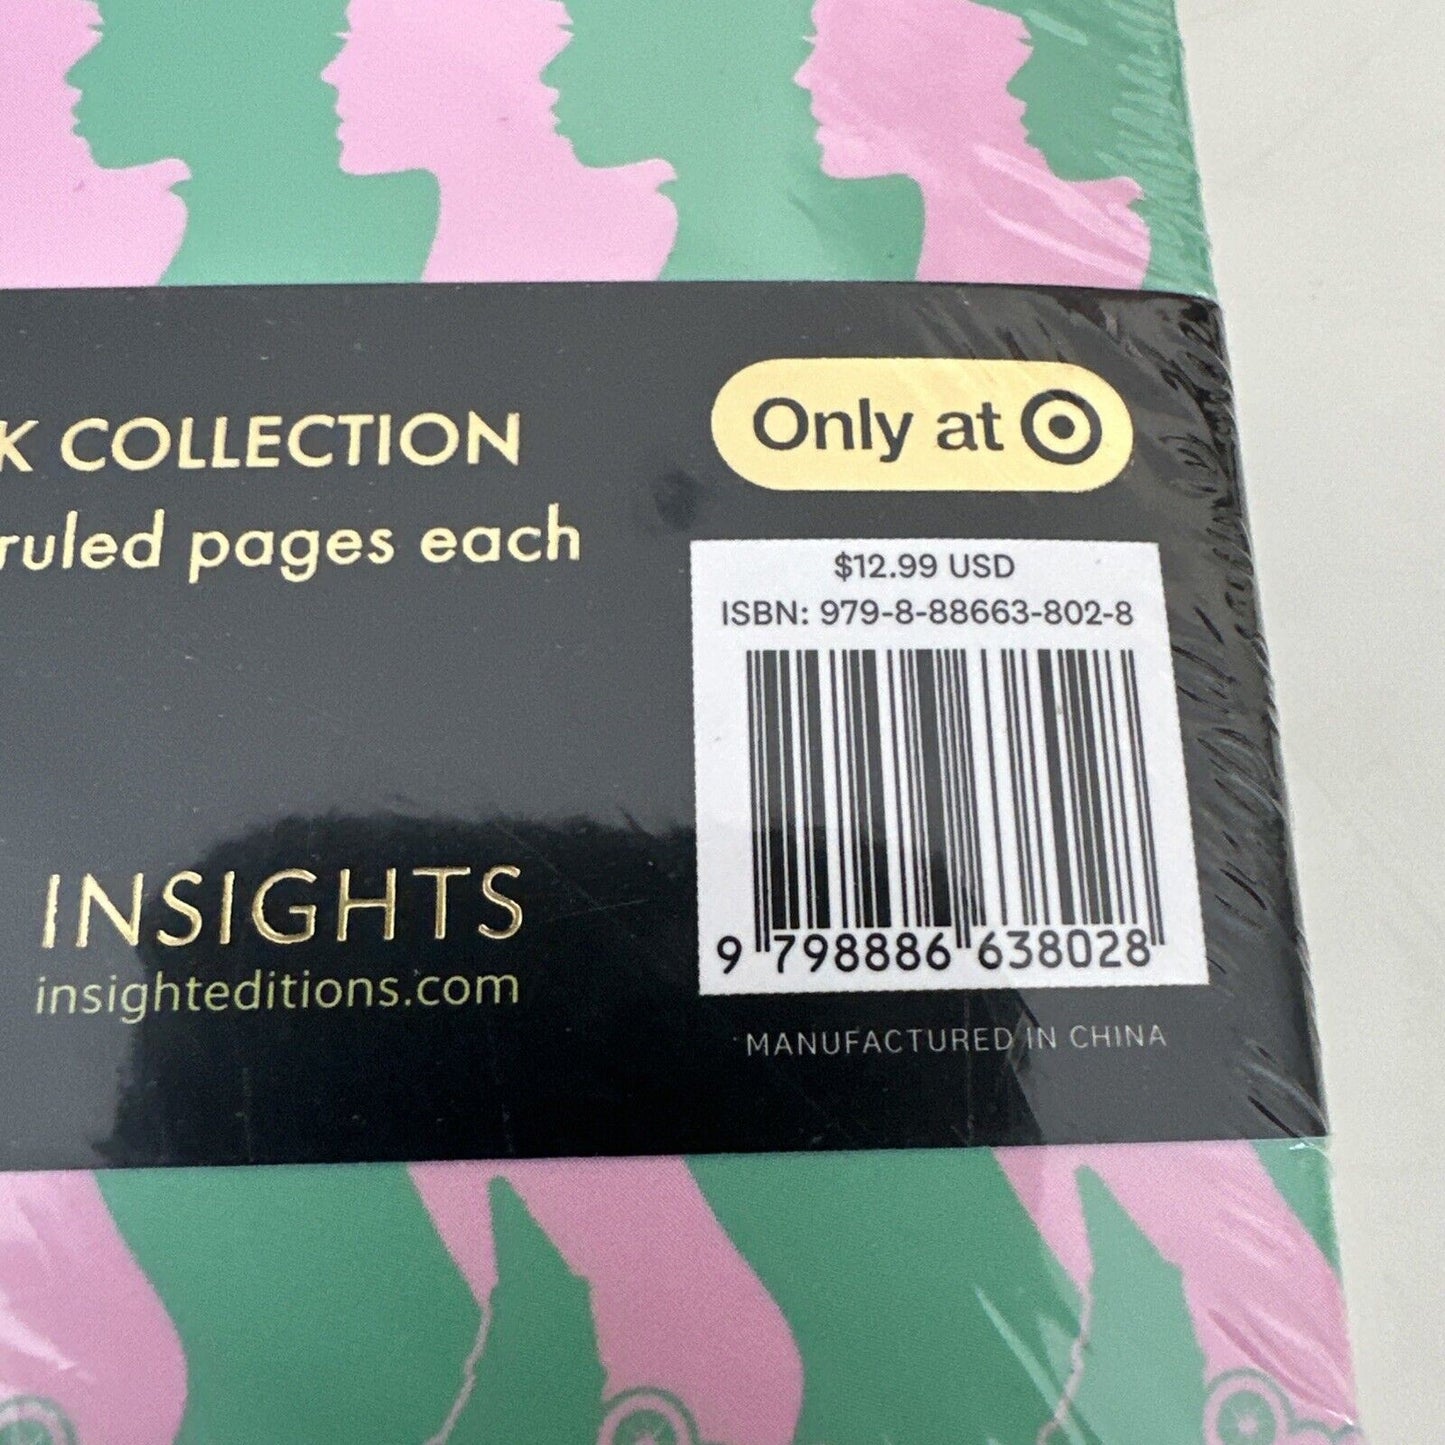 K COLLECTION
ruled pages each
Only at
$12.99 USD
ISBN: 979-8-88663-802-8
9 798886 638028
INSIGHTS
insighteditions.com
MANUFACTURED IN CHINA